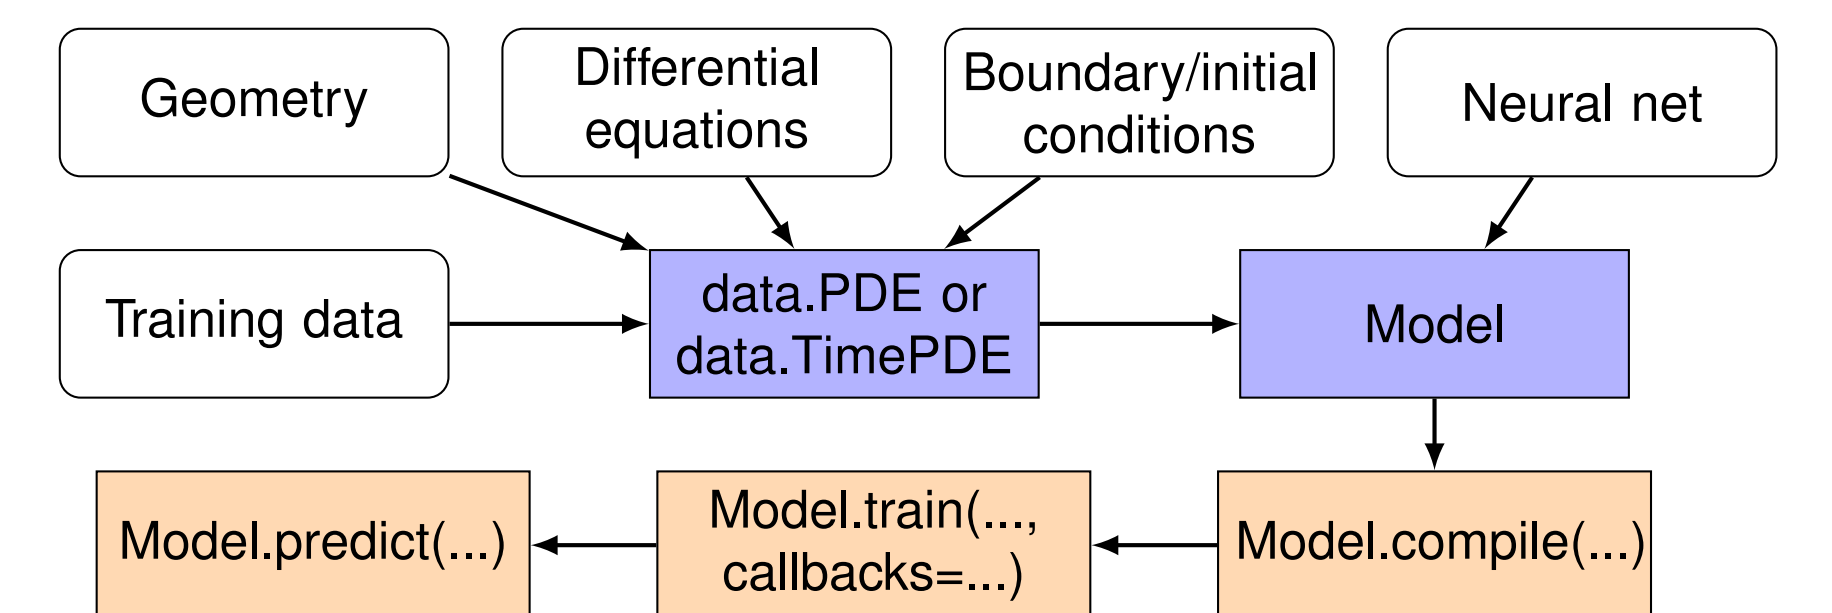 Geometry
Differential
equations
Boundary/initial
conditions
Neural net
Training data
data.PDE or
data.TimePDE
Model
Model.predict(...)
Model.train(...,
callbacks=...)
Model.compile(...)